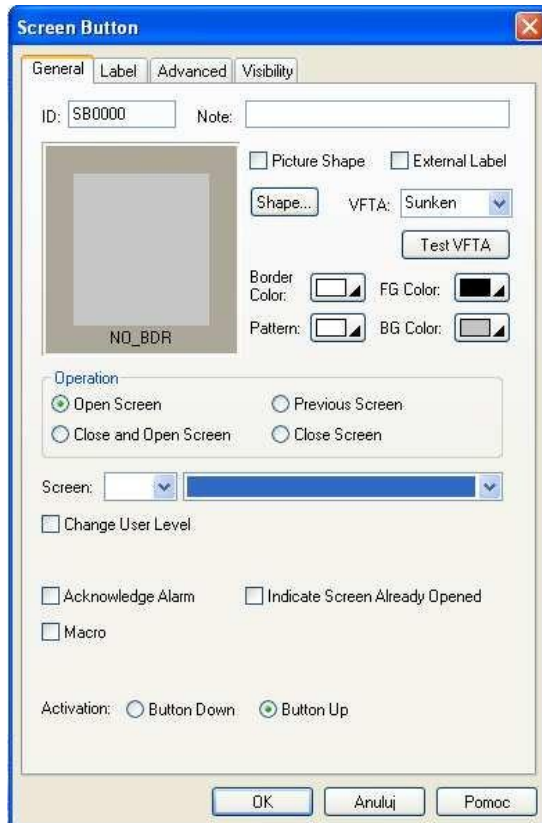 Screen Button
General Label Advanced Visibility
ID: SB0000 Note:
Picture Shape External Label
Shape... VFTA: Sunken
Test VFTA
Border Color: FG Color:
Pattern: BG Color:
NO_BDR
Operation
Open Screen Previous Screen
Close and Open Screen Close Screen
Screen:
Change User Level
Acknowledge Alarm Indicate Screen Already Opened
Macro
Activation: Button Down Button Up
OK Anuluj Pomoc